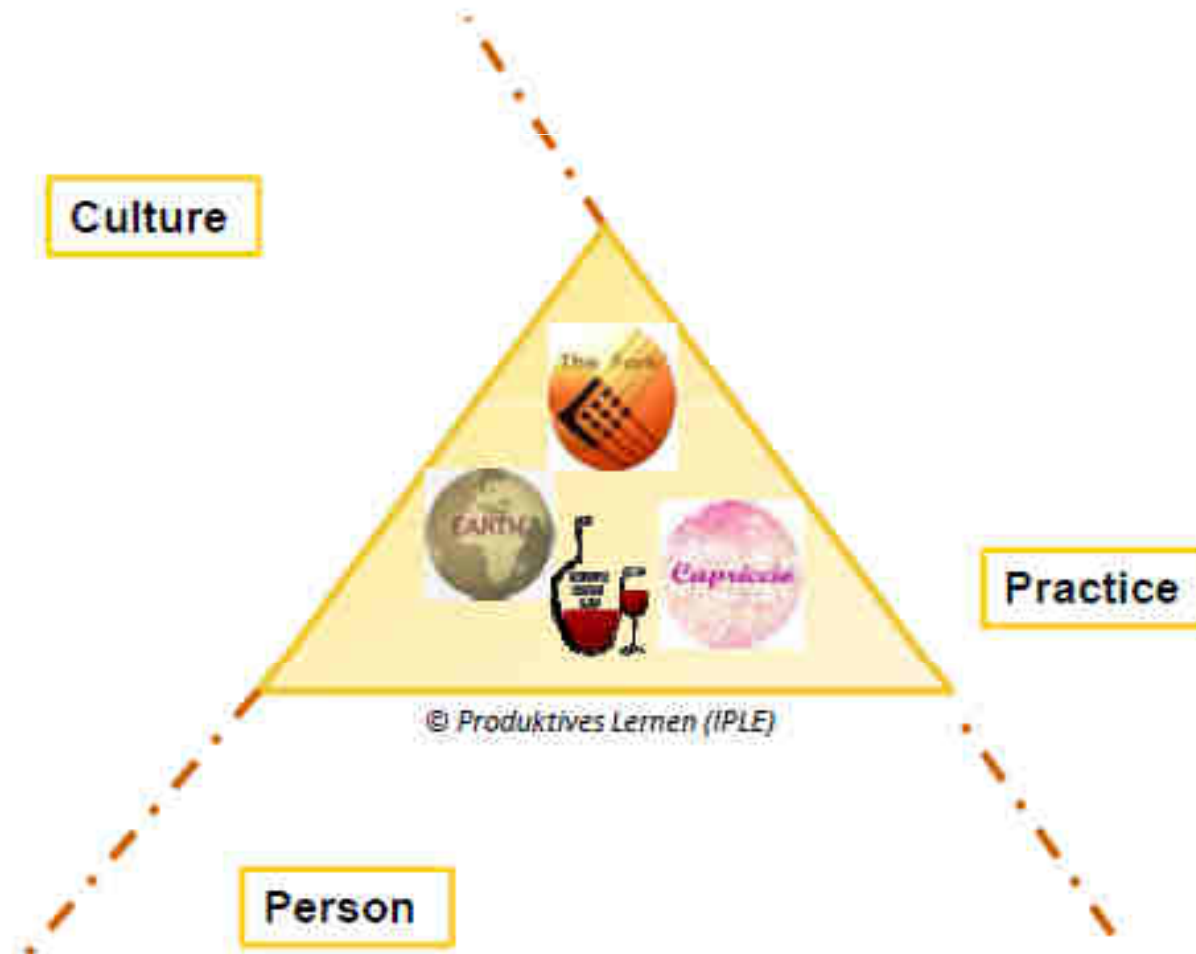 Culture
The Fork
EARTH
Capriccio
Practice
© Produktives Lernen (IPLE)
Person